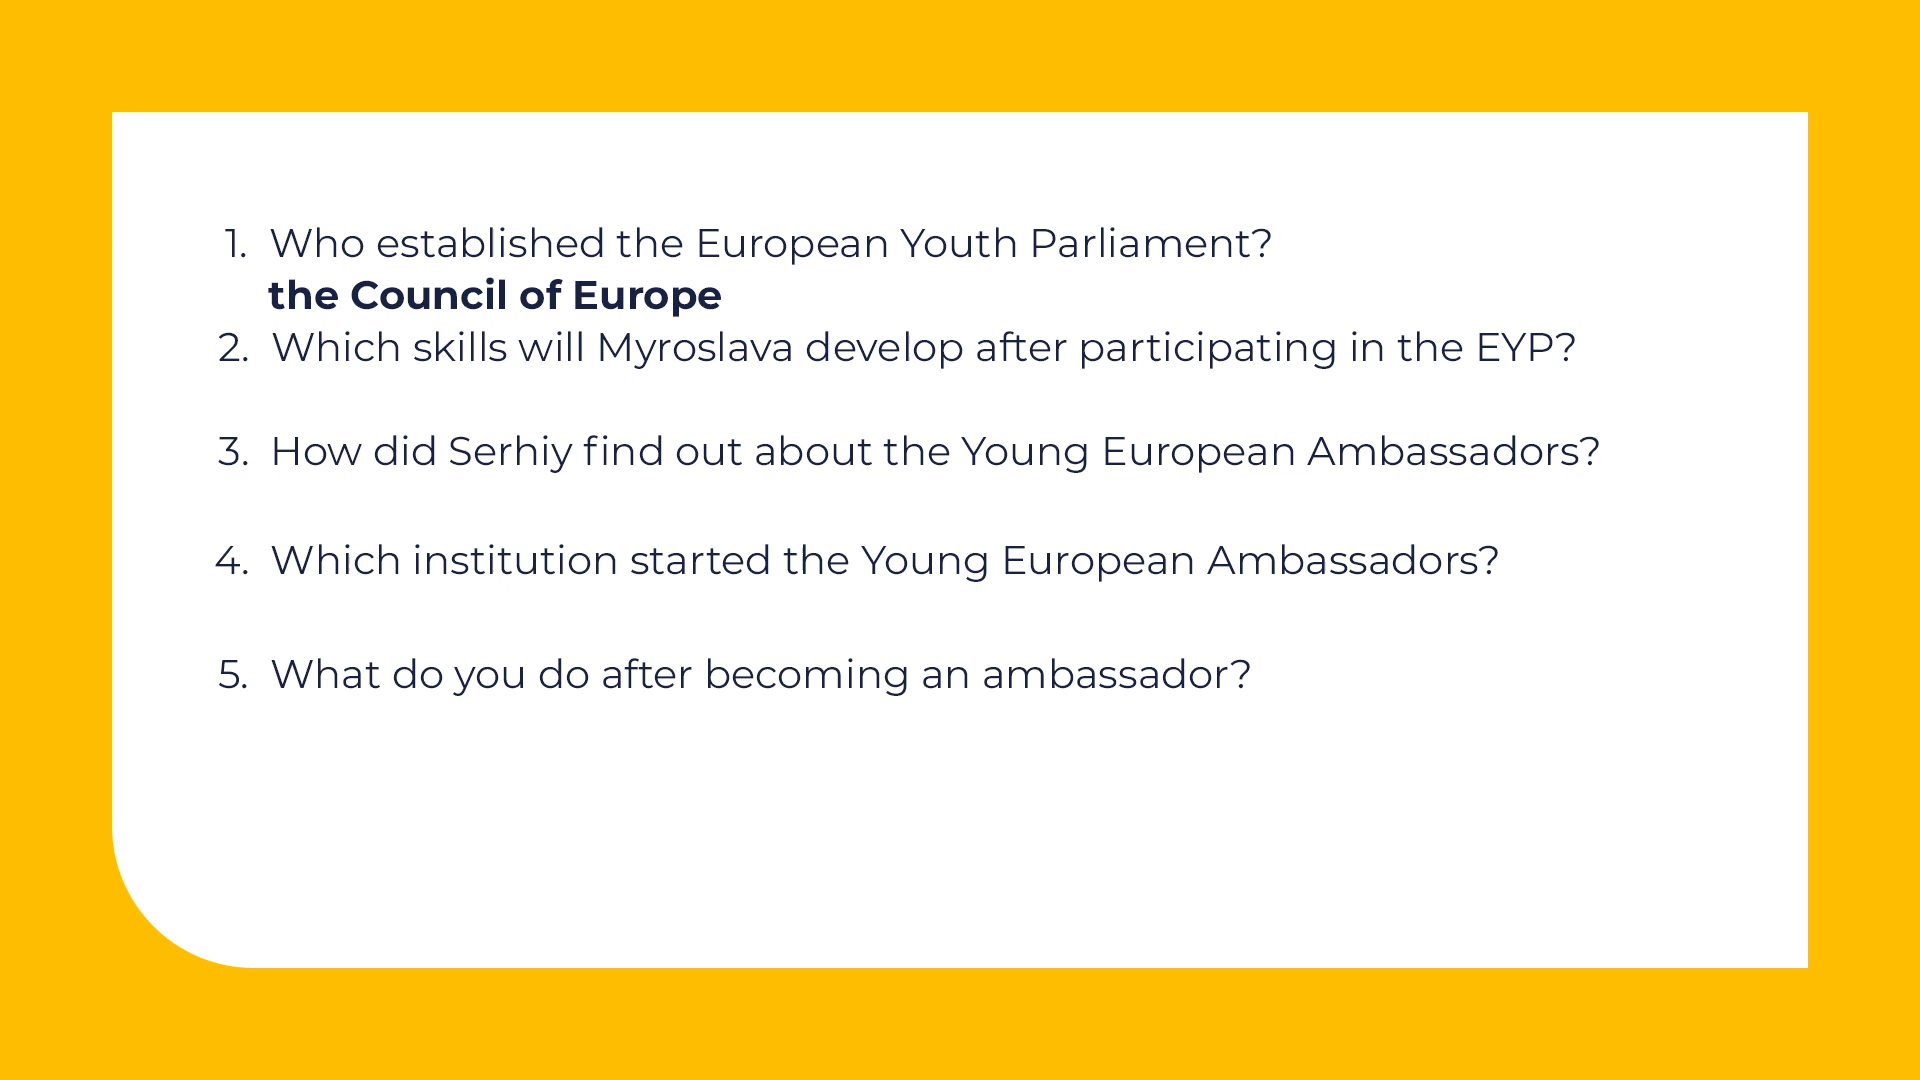 1. Who established the European Youth Parliament?
the Council of Europe
2. Which skills will Myroslava develop after participating in the EYP?
3. How did Serhiy find out about the Young European Ambassadors?
4. Which institution started the Young European Ambassadors?
5. What do you do after becoming an ambassador?